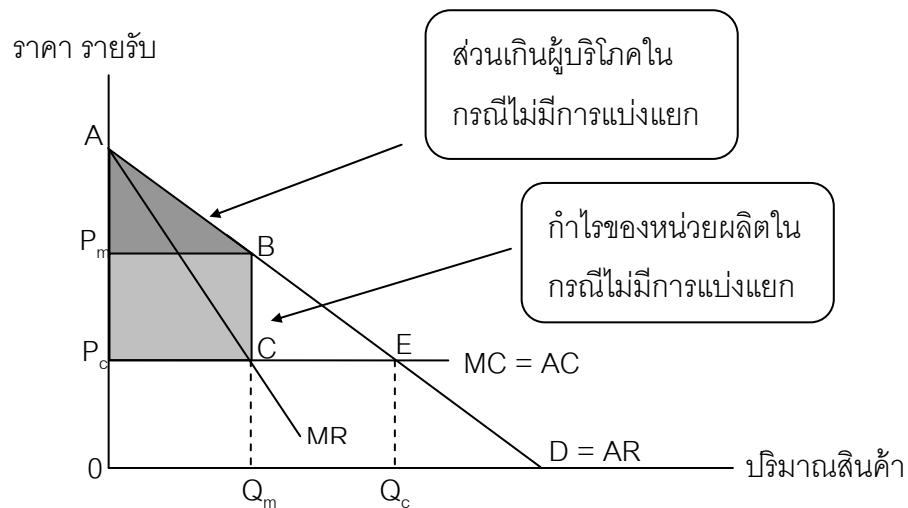 ราคา รายรับ
ส่วนเกินผู้บริโภคใน
กรณีไม่มีการแบ่งแยก
A
กำไรของหน่วยผลิตใน
กรณีไม่มีการแบ่งแยก
Pm
B
Pc
C
E
MC = AC
MR
D = AR
0
ปริมาณสินค้า
Qm
Qc